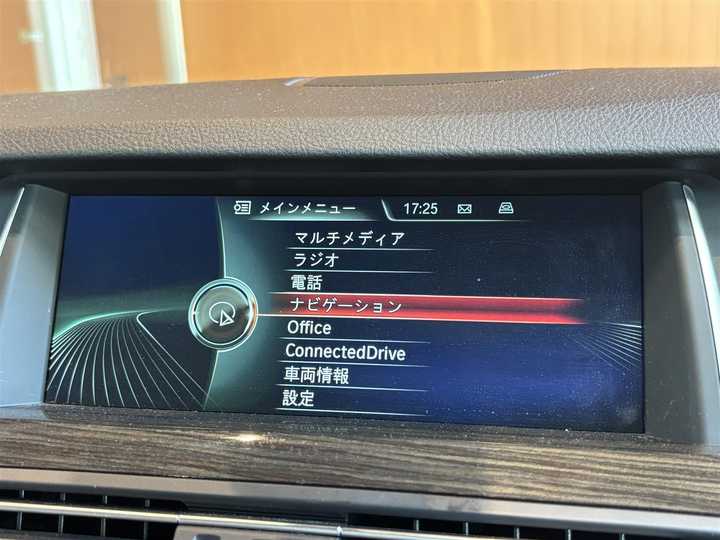 メインメニュー 17:25
マルチメディア
ラジオ
電話
ナビゲーション
Office
ConnectedDrive
車両情報
設定